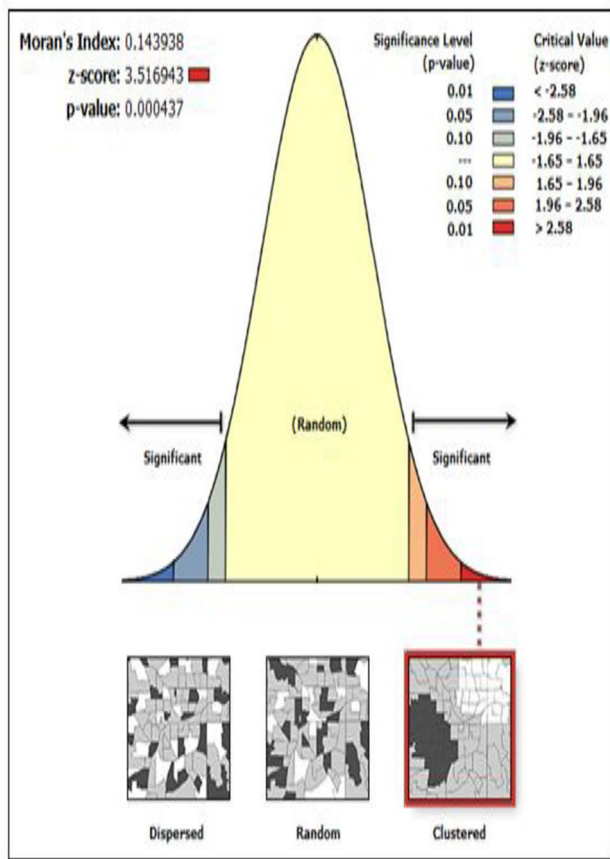 Moran's Index: 0.143938
z-score: 3.516943
p-value: 0.000437
Significance Level
(p-value)
Critical Value
(z-score)
0.01 < -2.58
0.05 -2.58 – -1.96
0.10 -1.96 – -1.65
--- -1.65 – 1.65
0.10 1.65 – 1.96
0.05 1.96 – 2.58
0.01 > 2.58
(Random)
Significant
Significant
Dispersed
Random
Clustered